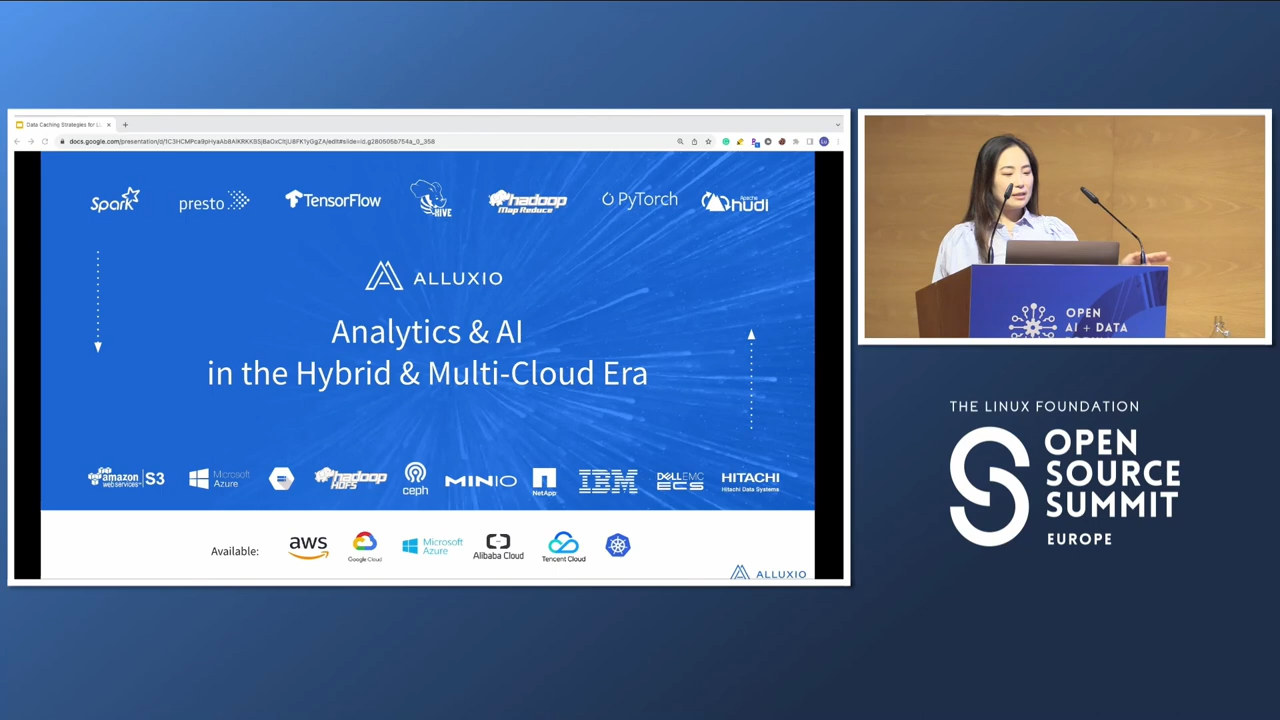 Data Caching Strategies for L
docs.google.com/presentation/d/1C3HCMPca9pHyaAb8AiKRKKBSjBaOxCltjU8FK1yGgZA/edit#slide=id.g280505b754a_0_358
Spark
presto
TensorFlow
HIVE
hadoop
Map Reduce
PyTorch
Apache
hudi
ALLUXIO
Analytics & AI
in the Hybrid & Multi-Cloud Era
amazon
web services
S3
Microsoft
Azure
hadoop
HDFS
ceph
MINIO
NetApp
IBM
DELLEMC
ECS
HITACHI
Hitachi Data Systems
Available:
aws
Google Cloud
Microsoft
Azure
Alibaba Cloud
Tencent Cloud
ALLUXIO
OPEN
AI + DATA
THE LINUX FOUNDATION
OPEN
SOURCE
SUMMIT
EUROPE